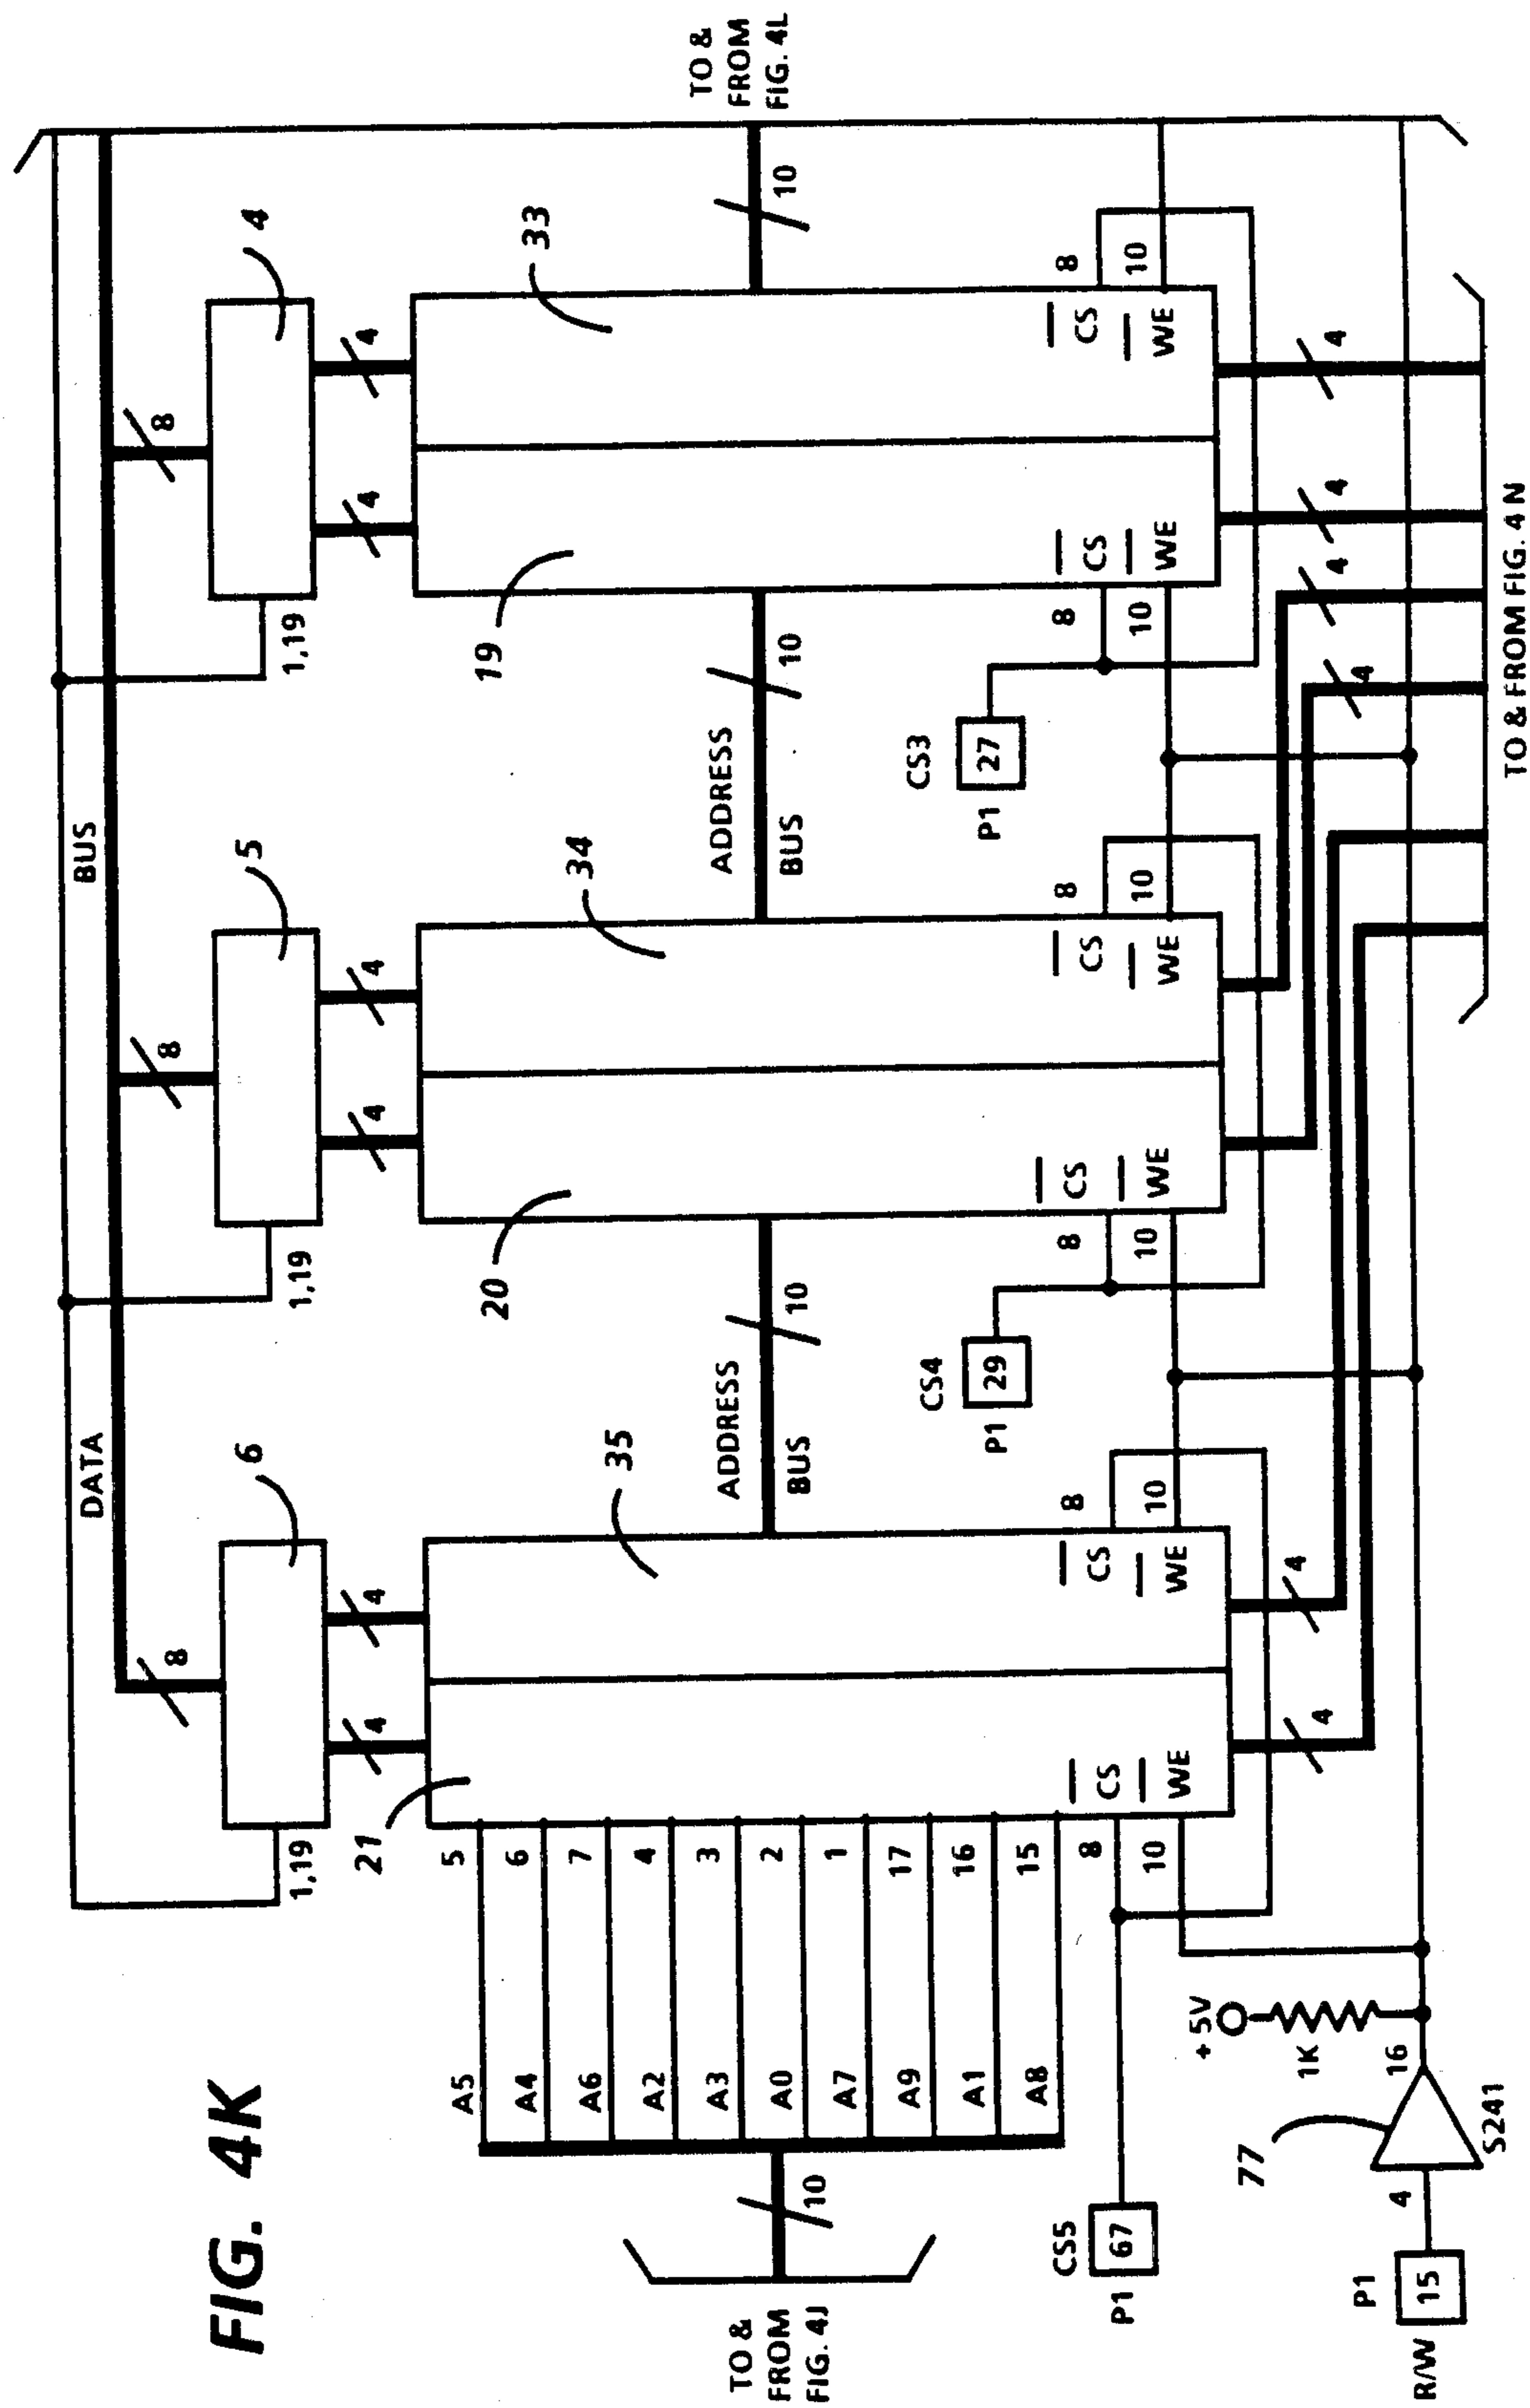 FIG. 4K
DATA
BUS
8
8
8
6
5
4
1,19
1,19
1,19
4
4
4
4
4
4
21
35
20
34
19
33
TO &
FROM
FIG. 4J
10
A5
5
A4
6
A6
7
A2
4
A3
3
A0
2
A7
1
A9
17
A1
16
A8
15
ADDRESS
BUS
10
ADDRESS
BUS
10
10
TO &
FROM
FIG. 4L
CS5
P1
67
8
CS
10
WE
8
CS
10
WE
CS4
P1
29
8
CS
10
WE
8
CS
10
WE
CS3
P1
27
8
CS
10
WE
8
CS
10
WE
4
4
4
4
4
4
+5V
1K
77
R/W
P1
15
4
16
S241
TO & FROM FIG. 4N